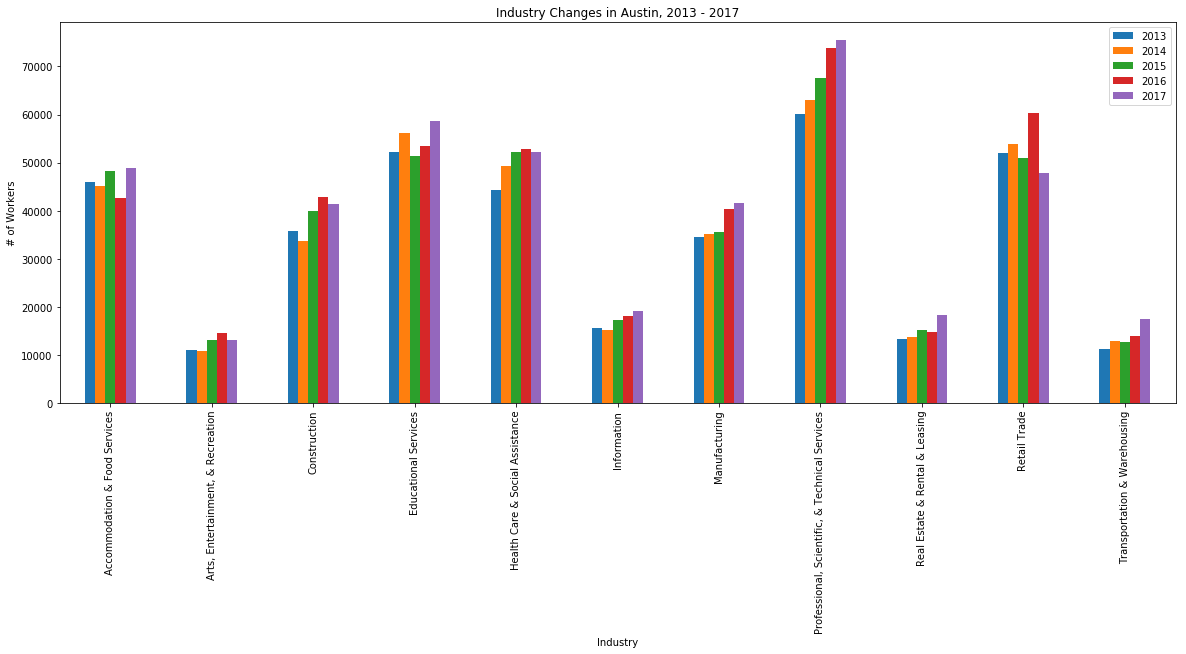 Industry Changes in Austin, 2013 - 2017
2013
2014
2015
2016
2017
# of Workers
70000
60000
50000
40000
30000
20000
10000
0
Accommodation & Food Services
Arts, Entertainment, & Recreation
Construction
Educational Services
Health Care & Social Assistance
Information
Manufacturing
Professional, Scientific, & Technical Services
Real Estate & Rental & Leasing
Retail Trade
Transportation & Warehousing
Industry